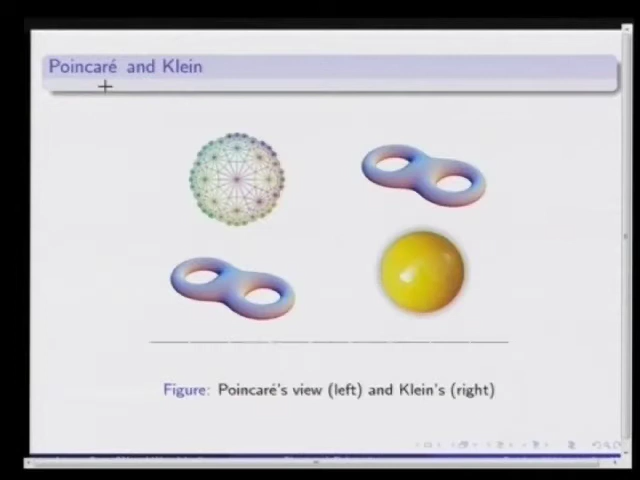 Poincaré and Klein
Figure: Poincaré's view (left) and Klein's (right)